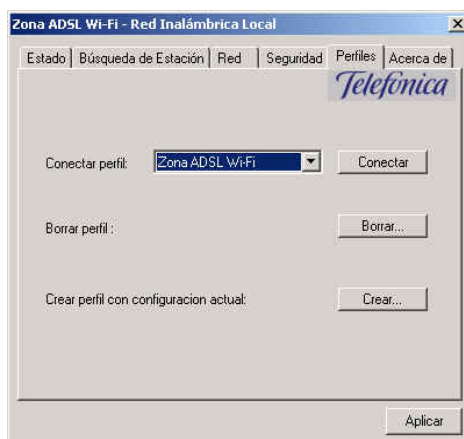 Zona ADSL Wi-Fi - Red Inalámbrica Local
Estado Búsqueda de Estación Red Seguridad Perfiles Acerca de
Telefónica
Conectar perfil: Zona ADSL Wi-Fi Conectar
Borrar perfil : Borrar...
Crear perfil con configuracion actual: Crear...
Aplicar